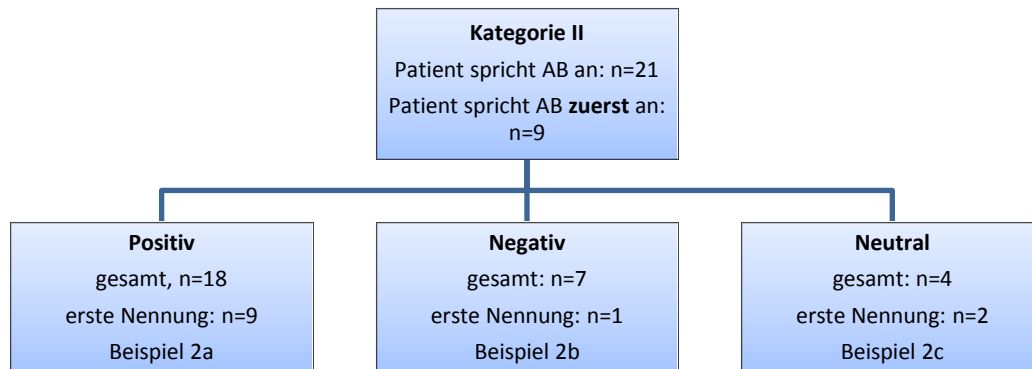 Kategorie II
Patient spricht AB an: n=21
Patient spricht AB zuerst an:
n=9
Positiv
gesamt, n=18
erste Nennung: n=9
Beispiel 2a
Negativ
gesamt: n=7
erste Nennung: n=1
Beispiel 2b
Neutral
gesamt: n=4
erste Nennung: n=2
Beispiel 2c